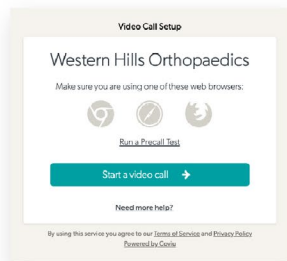 Video Call Setup
Western Hills Orthopaedics
Make sure you are using one of these web browsers:
Run a Precall Test
Start a video call
Need more help?
By using this service you agree to our Terms of Service and Privacy Policy
Powered by Coviu